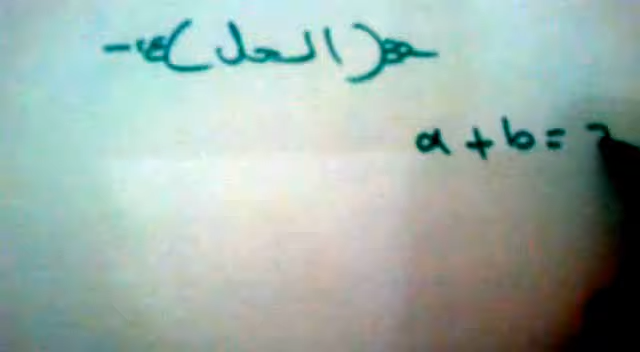 (الحل)
a + b = ?